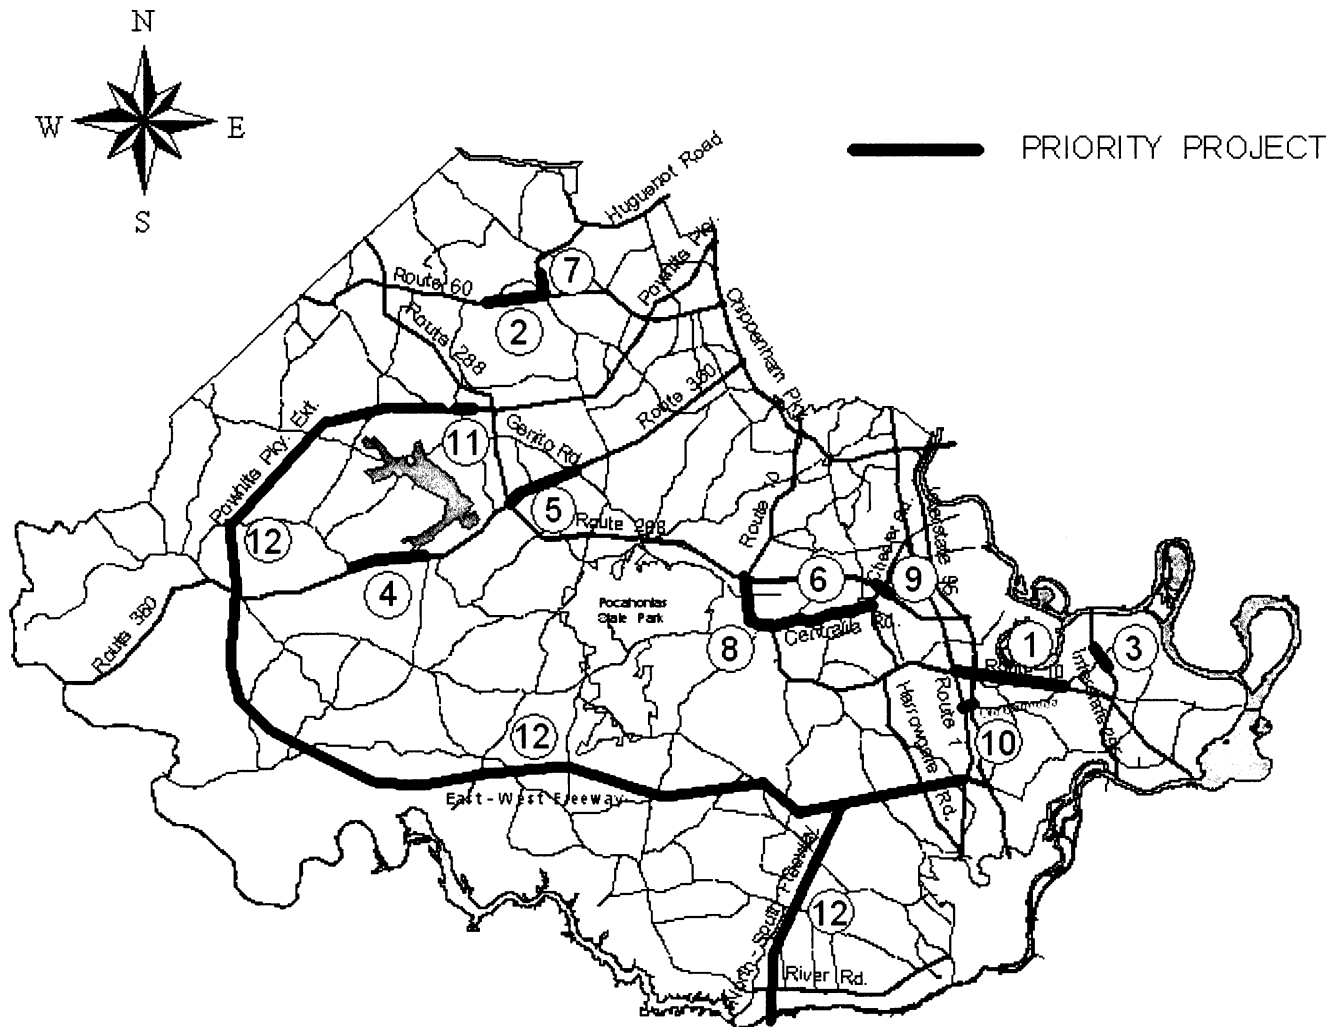 N
W E
S
PRIORITY PROJECT
Huguenot Road
7
Powhite Pky.
Route 60
2
Route 288
Chippenham Pky.
Route 360
Powhite Pky. Ext.
11
Genito Rd.
5
Route 288
12
4
Route 10
Chester Rd.
Interstate 95
6
9
Pocahontas
State Park
Route 360
8
Centralia Rd.
1
3
Route 10
Interstate 295
Harrowgate Rd.
Route 1
10
12
East-West Freeway
North-South Freeway
12
River Rd.